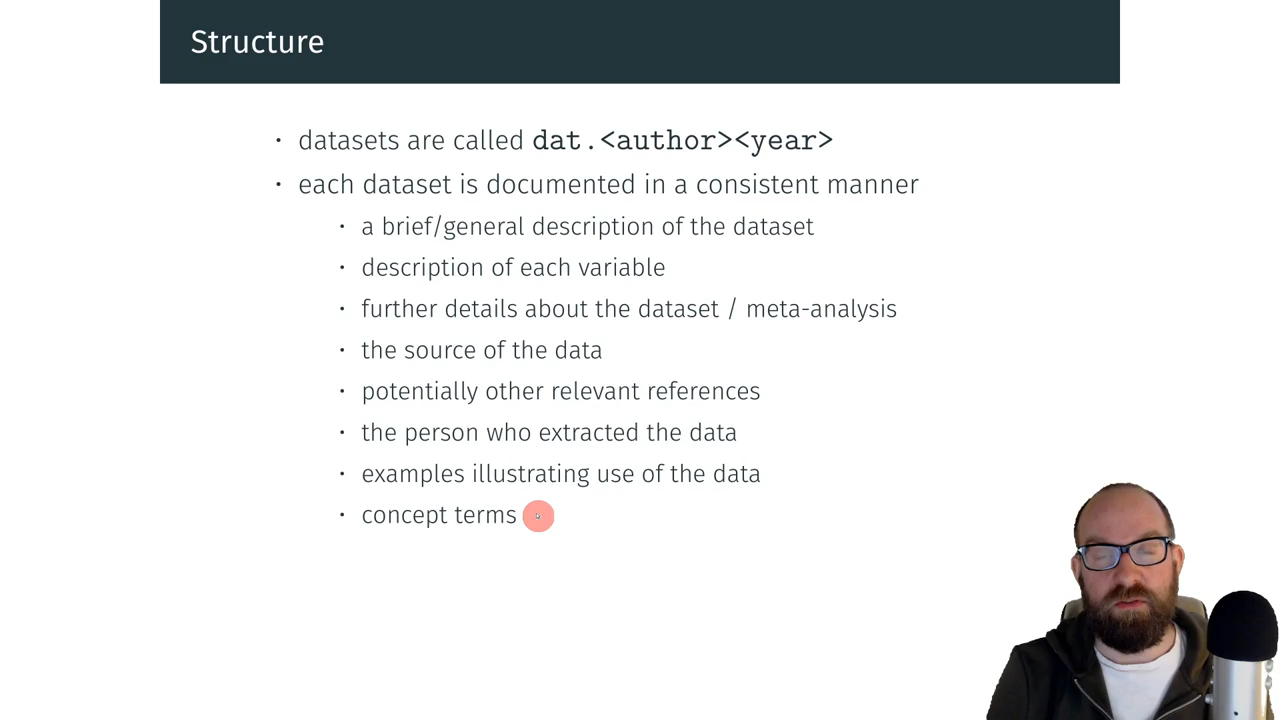 Structure
· datasets are called dat.<author><year>
· each dataset is documented in a consistent manner
· a brief/general description of the dataset
· description of each variable
· further details about the dataset / meta-analysis
· the source of the data
· potentially other relevant references
· the person who extracted the data
· examples illustrating use of the data
· concept terms